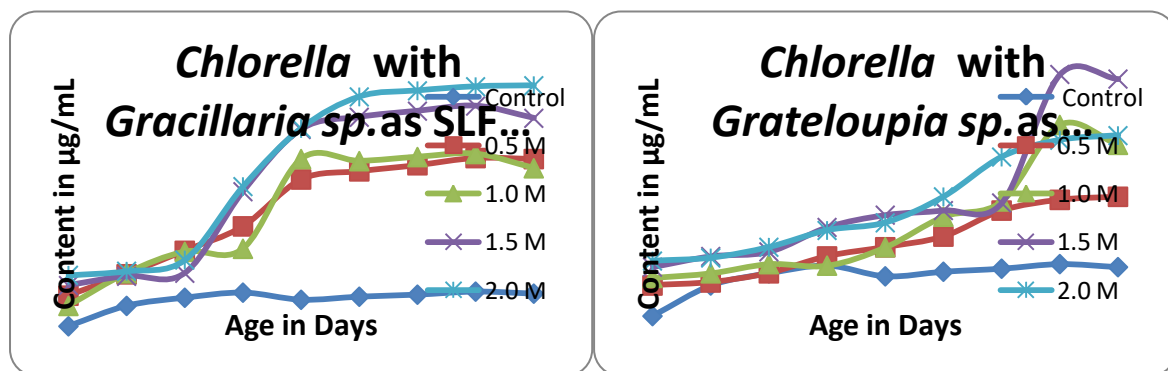 Chlorella with
Gracillaria sp.as SLF...
Content in µg/mL
Control
0.5 M
1.0 M
1.5 M
2.0 M
Age in Days
Chlorella with
Grateloupia sp.as...
Content in µg/mL
Control
0.5 M
1.0 M
1.5 M
2.0 M
Age in Days